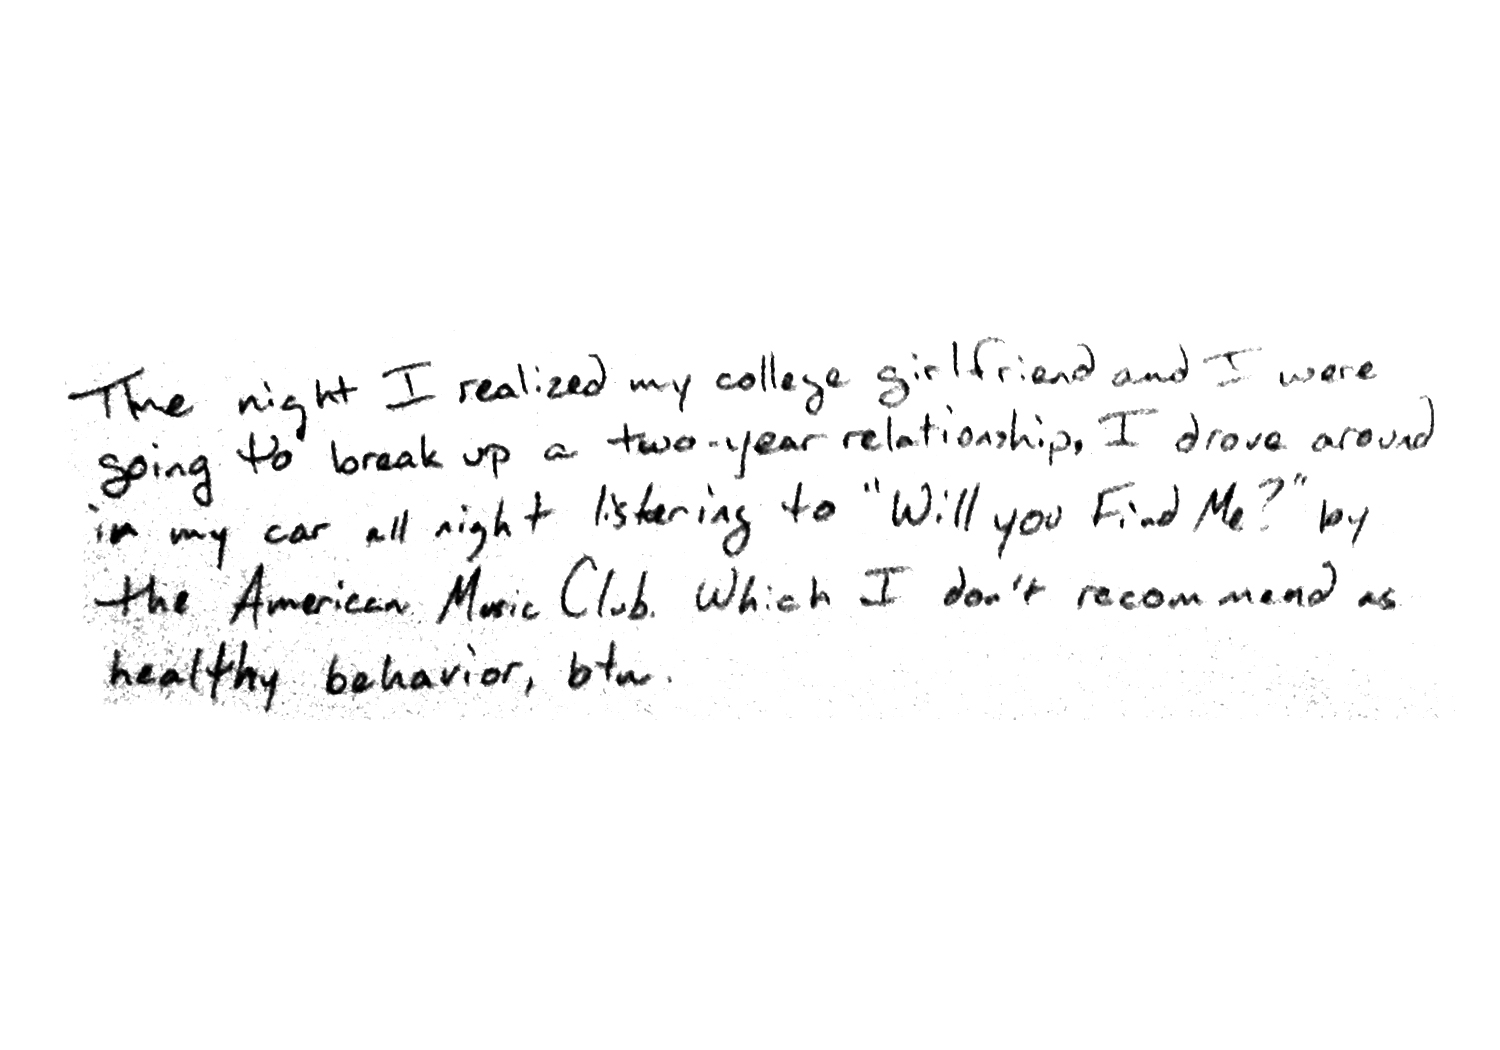 The night I realized my college girlfriend and I were
going to break up a two-year relationship, I drove around
in my car all night listening to "Will you Find Me?" by
the American Music Club. Which I don't recommend as
healthy behavior, btw.